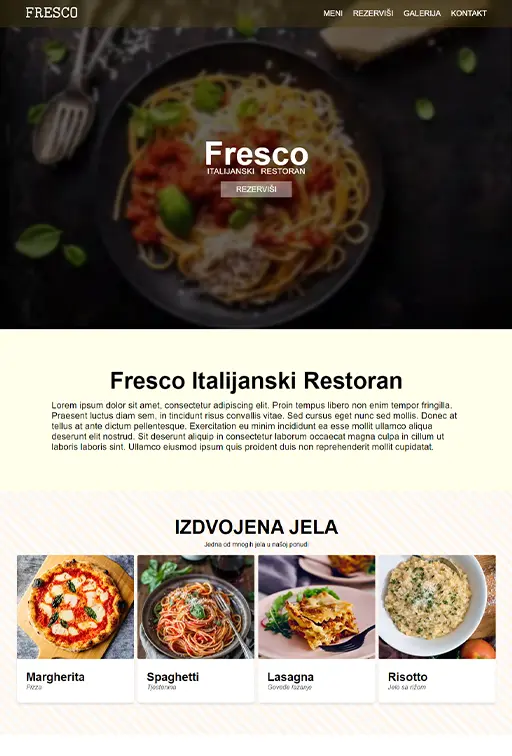 FRESCO
MENI REZERVIŠI GALERIJA KONTAKT
Fresco
ITALIJANSKI RESTORAN
REZERVIŠI
Fresco Italijanski Restoran
Lorem ipsum dolor sit amet, consectetur adipiscing elit. Proin tempus libero non enim tempor fringilla.
Praesent luctus diam sem, in tincidunt risus convallis vitae. Sed cursus eget nunc sed mollis. Donec at
tellus at ante dictum pellentesque. Exercitation eu minim incididunt ea esse mollit ullamco aliqua
deserunt elit nostrud. Sit deserunt aliquip in consectetur laborum occaecat magna culpa in cillum ut
laboris laboris sint. Ullamco eiusmod ipsum quis proident duis non reprehenderit mollit cupidatat.
IZDVOJENA JELA
Jedna od mnogih jela u našoj ponudi
Margherita
Pizza
Spaghetti
Tjestenina
Lasagna
Goveđe lazanje
Risotto
Jelo sa rižom